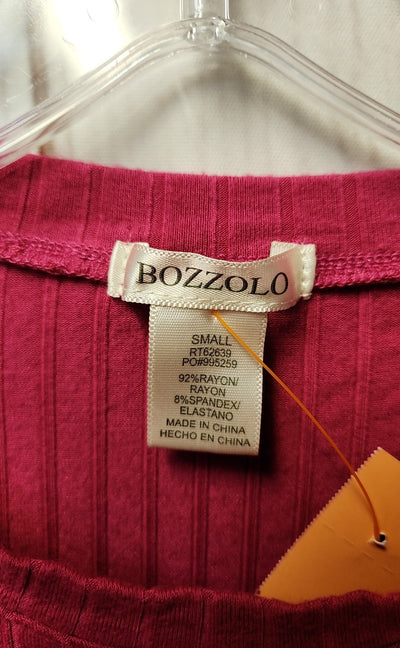 BOZZOLO
SMALL
RT62639
PO#995259
92%RAYON/
RAYON
8%SPANDEX/
ELASTANO
MADE IN CHINA
HECHO EN CHINA